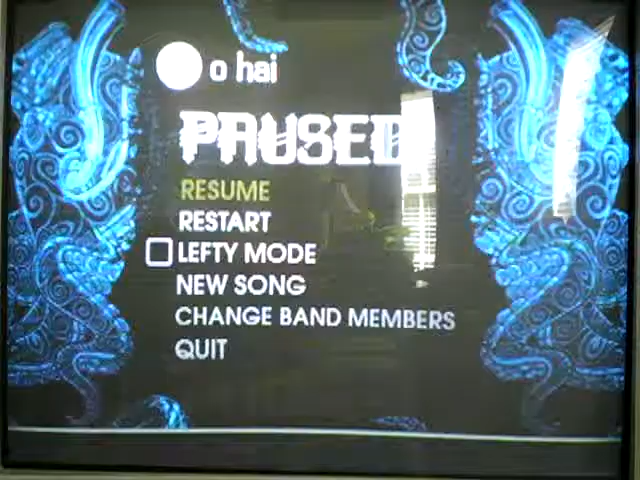 o hai
PAUSED
RESUME
RESTART
LEFTY MODE
NEW SONG
CHANGE BAND MEMBERS
QUIT